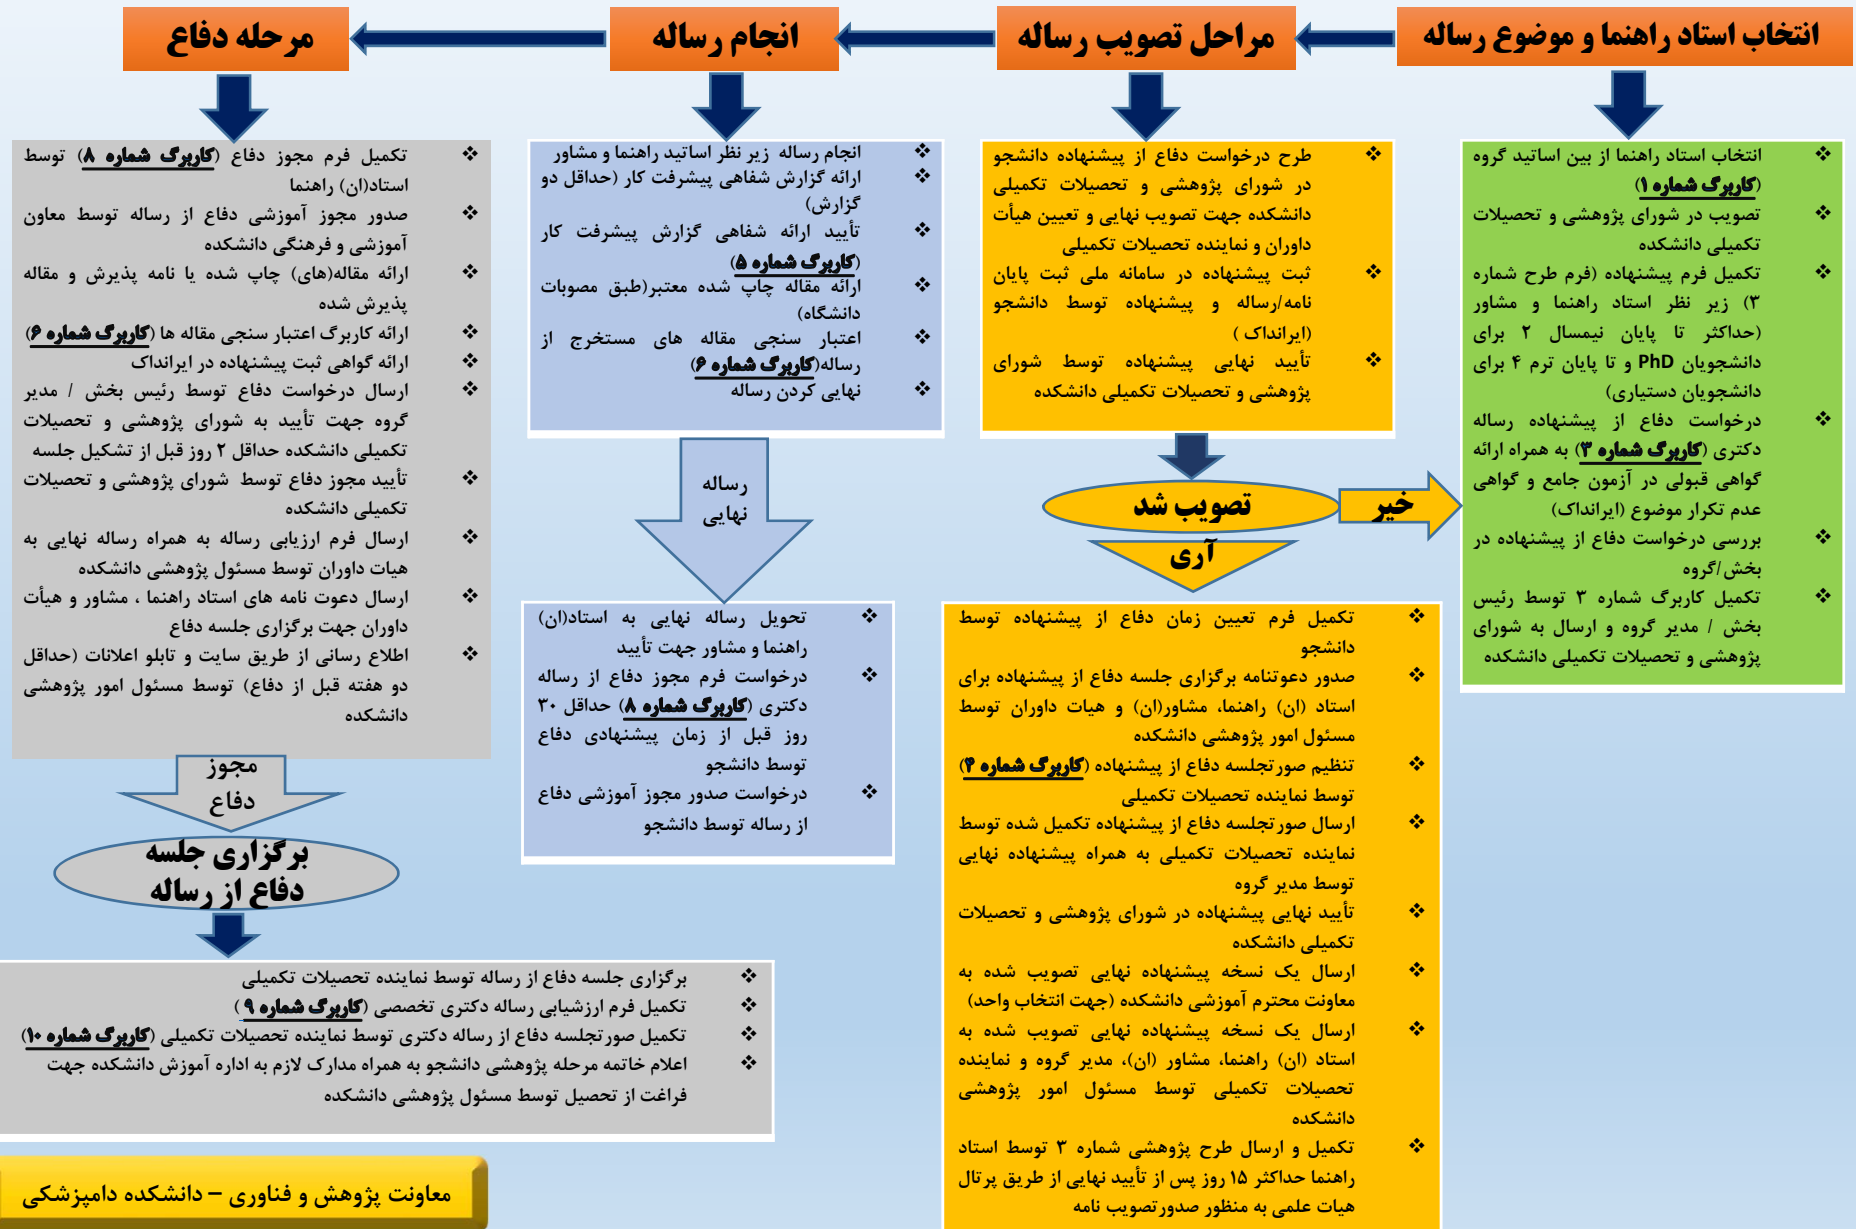 انتخاب استاد راهنما و موضوع رساله
مراحل تصویب رساله
انجام رساله
مرحله دفاع
❖ انتخاب استاد راهنما از بین اساتید گروه
(کاربرگ شماره ۱)
❖ تصویب در شورای پژوهشی و تحصیلات
تکمیلی دانشکده
❖ تکمیل فرم پیشنهاده (فرم طرح شماره
۳) زیر نظر استاد راهنما و مشاور
(حداکثر تا پایان نیمسال ۲ برای
دانشجویان PhD و تا پایان ترم ۴ برای
دانشجویان دستیاری)
❖ درخواست دفاع از پیشنهاده رساله
دکتری (کاربرگ شماره ۳) به همراه ارائه
گواهی قبولی در آزمون جامع و گواهی
عدم تکرار موضوع (ایرانداک)
❖ بررسی درخواست دفاع از پیشنهاده در
بخش/گروه
❖ تکمیل کاربرگ شماره ۳ توسط رئیس
بخش / مدیر گروه و ارسال به شورای
پژوهشی و تحصیلات تکمیلی دانشکده
❖ طرح درخواست دفاع از پیشنهاده دانشجو
در شورای پژوهشی و تحصیلات تکمیلی
دانشکده جهت تصویب نهایی و تعیین هیأت
داوران و نماینده تحصیلات تکمیلی
❖ ثبت پیشنهاده در سامانه ملی ثبت پایان
نامه/رساله و پیشنهاده توسط دانشجو
(ایرانداک )
❖ تأیید نهایی پیشنهاده توسط شورای
پژوهشی و تحصیلات تکمیلی دانشکده
تصویب شد
خیر
آری
❖ تکمیل فرم تعیین زمان دفاع از پیشنهاده توسط
دانشجو
❖ صدور دعوتنامه برگزاری جلسه دفاع از پیشنهاده برای
استاد (ان) راهنما، مشاور(ان) و هیات داوران توسط
مسئول امور پژوهشی دانشکده
❖ تنظیم صورتجلسه دفاع از پیشنهاده (کاربرگ شماره ۴)
توسط نماینده تحصیلات تکمیلی
❖ ارسال صورتجلسه دفاع از پیشنهاده تکمیل شده توسط
نماینده تحصیلات تکمیلی به همراه پیشنهاده نهایی
توسط مدیر گروه
❖ تأیید نهایی پیشنهاده در شورای پژوهشی و تحصیلات
تکمیلی دانشکده
❖ ارسال یک نسخه پیشنهاده نهایی تصویب شده به
معاونت محترم آموزشی دانشکده (جهت انتخاب واحد)
❖ ارسال یک نسخه پیشنهاده نهایی تصویب شده به
استاد (ان) راهنما، مشاور (ان)، مدیر گروه و نماینده
تحصیلات تکمیلی توسط مسئول امور پژوهشی
دانشکده
❖ تکمیل و ارسال طرح پژوهشی شماره ۳ توسط استاد
راهنما حداکثر ۱۵ روز پس از تأیید نهایی از طریق پرتال
هیات علمی به منظور صدورتصویب نامه
❖ انجام رساله زیر نظر اساتید راهنما و مشاور
❖ ارائه گزارش شفاهی پیشرفت کار (حداقل دو
گزارش)
❖ تأیید ارائه شفاهی گزارش پیشرفت کار
(کاربرگ شماره ۵)
❖ ارائه مقاله چاپ شده معتبر(طبق مصوبات
دانشگاه)
❖ اعتبار سنجی مقاله های مستخرج از
رساله(کاربرگ شماره ۶)
❖ نهایی کردن رساله
رساله
نهایی
❖ تحویل رساله نهایی به استاد(ان)
راهنما و مشاور جهت تأیید
❖ درخواست فرم مجوز دفاع از رساله
دکتری (کاربرگ شماره ۸) حداقل ۳۰
روز قبل از زمان پیشنهادی دفاع
توسط دانشجو
❖ درخواست صدور مجوز آموزشی دفاع
از رساله توسط دانشجو
❖ تکمیل فرم مجوز دفاع (کاربرگ شماره ۸) توسط
استاد(ان) راهنما
❖ صدور مجوز آموزشی دفاع از رساله توسط معاون
آموزشی و فرهنگی دانشکده
❖ ارائه مقاله(های) چاپ شده یا نامه پذیرش و مقاله
پذیرش شده
❖ ارائه کاربرگ اعتبار سنجی مقاله ها (کاربرگ شماره ۶)
❖ ارائه گواهی ثبت پیشنهاده در ایرانداک
❖ ارسال درخواست دفاع توسط رئیس بخش / مدیر
گروه جهت تأیید به شورای پژوهشی و تحصیلات
تکمیلی دانشکده حداقل ۲ روز قبل از تشکیل جلسه
❖ تأیید مجوز دفاع توسط شورای پژوهشی و تحصیلات
تکمیلی دانشکده
❖ ارسال فرم ارزیابی رساله به همراه رساله نهایی به
هیات داوران توسط مسئول پژوهشی دانشکده
❖ ارسال دعوت نامه های استاد راهنما ، مشاور و هیأت
داوران جهت برگزاری جلسه دفاع
❖ اطلاع رسانی از طریق سایت و تابلو اعلانات (حداقل
دو هفته قبل از دفاع) توسط مسئول امور پژوهشی
دانشکده
مجوز
دفاع
برگزاری جلسه
دفاع از رساله
❖ برگزاری جلسه دفاع از رساله توسط نماینده تحصیلات تکمیلی
❖ تکمیل فرم ارزشیابی رساله دکتری تخصصی (کاربرگ شماره ۹ )
❖ تکمیل صورتجلسه دفاع از رساله دکتری توسط نماینده تحصیلات تکمیلی (کاربرگ شماره ۱۰)
❖ اعلام خاتمه مرحله پژوهشی دانشجو به همراه مدارک لازم به اداره آموزش دانشکده جهت
فراغت از تحصیل توسط مسئول پژوهشی دانشکده
معاونت پژوهش و فناوری – دانشکده دامپزشکی